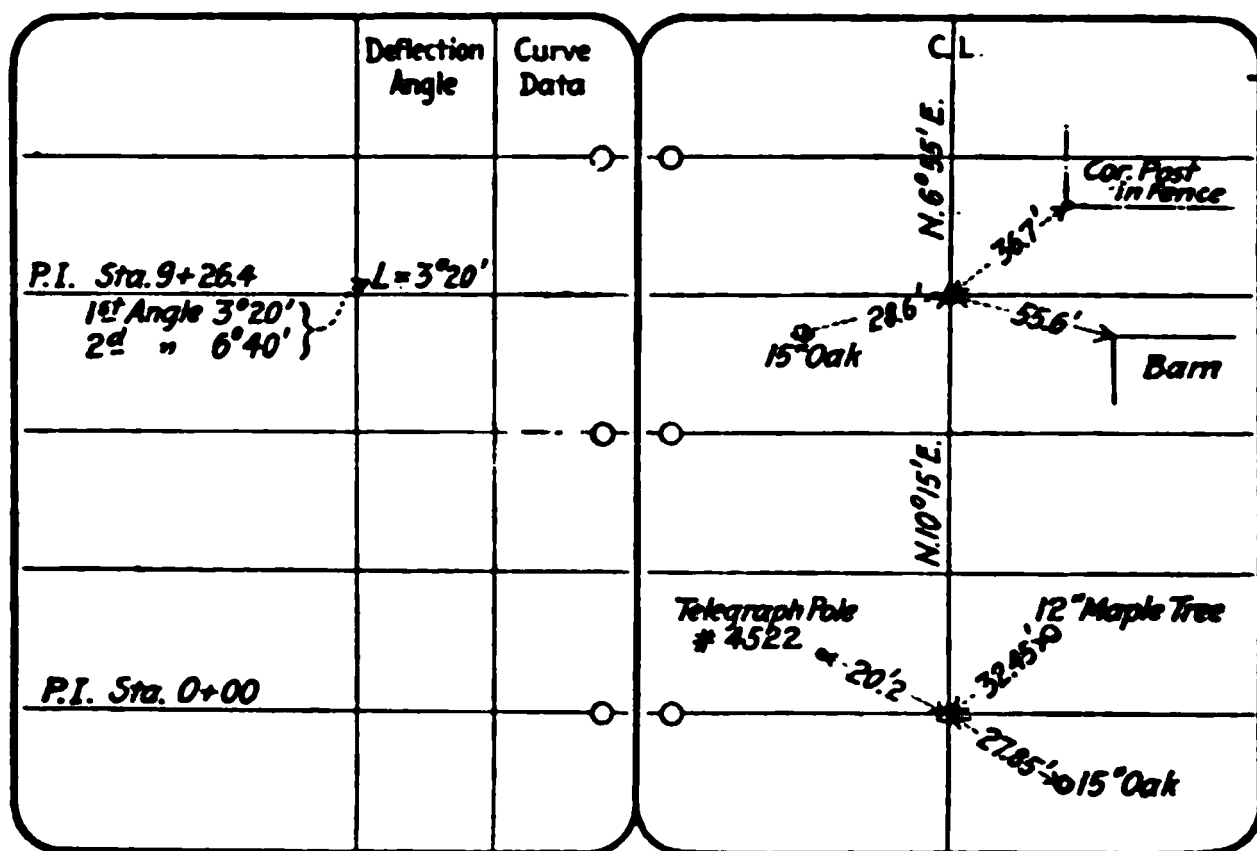 Deflection Angle
Curve Data
P.I. Sta. 9+26.4
1st Angle 3°20'
2d " 6°40'
L = 3°20'
P.I. Sta. 0+00
C.L.
N.6°55'E.
Cor. Post
in Fence
36.7'
28.6'
55.6'
15" Oak
Barn
N.10°15'E.
Telegraph Pole
# 4522
12" Maple Tree
20.'2
32.45'
27.85'
15" Oak